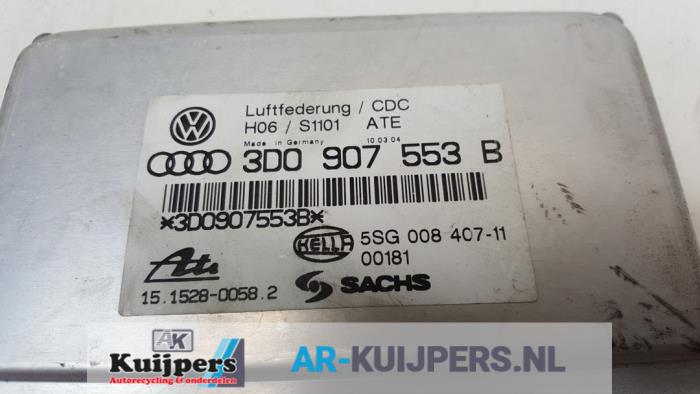 Luftfederung / CDC
H06 / S1101 ATE
Made in Germany 10.03.04
3D0 907 553 B
*3D0907553B*
HELLA
5SG 008 407-11
00181
Ate
15.1528-0058.2
SACHS
AK
Kuijpers
Autorecycling & onderdelen
AR-KUIJPERS.NL